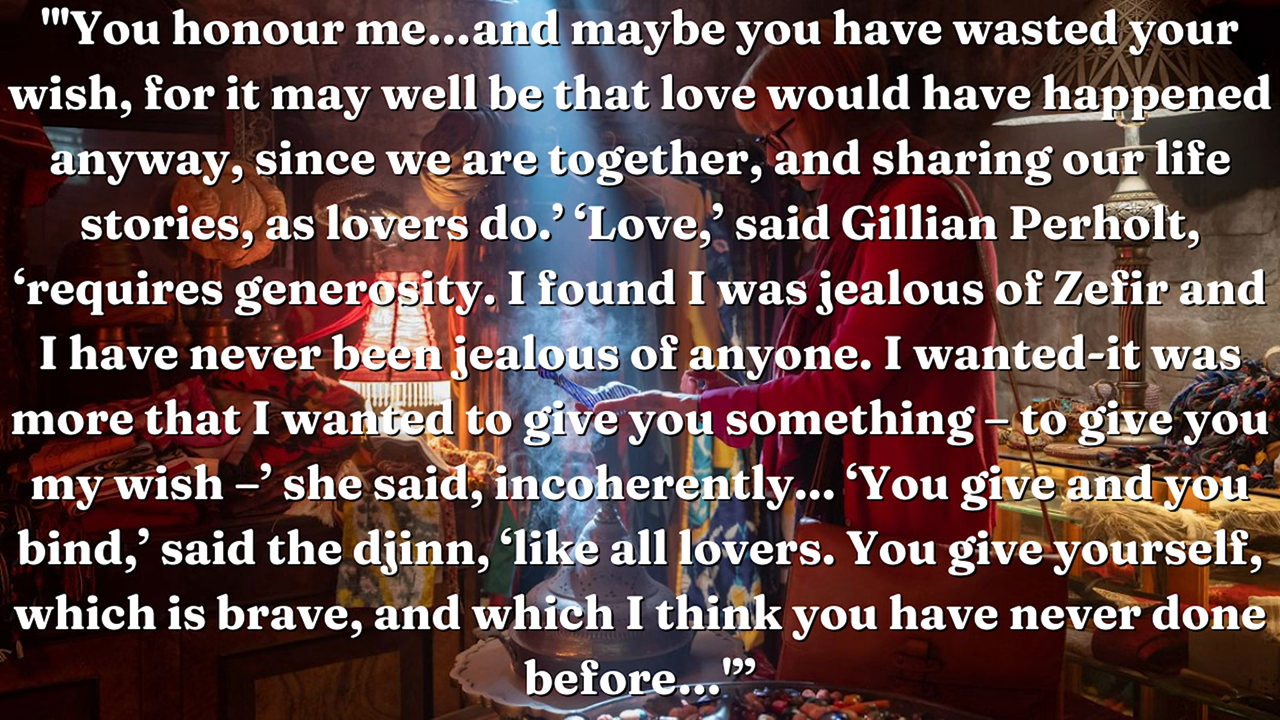 "'You honour me...and maybe you have wasted your
wish, for it may well be that love would have happened
anyway, since we are together, and sharing our life
stories, as lovers do.’ ‘Love,’ said Gillian Perholt,
‘requires generosity. I found I was jealous of Zefir and
I have never been jealous of anyone. I wanted-it was
more that I wanted to give you something – to give you
my wish –’ she said, incoherently... ‘You give and you
bind,’ said the djinn, ‘like all lovers. You give yourself,
which is brave, and which I think you have never done
before...'”